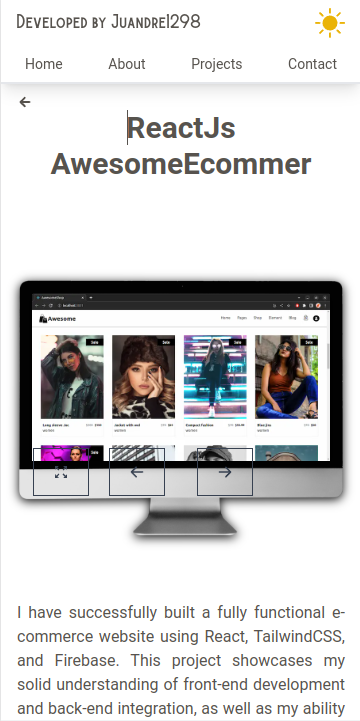 Developed by Juandre1298
Home About Projects Contact
ReactJs
AwesomeEcommer
Awesome
Home Pages Shop Element Blog
Sale Sale Sale Sale
Sale
I have successfully built a fully functional e-
commerce website using React, TailwindCSS,
and Firebase. This project showcases my
solid understanding of front-end development
and back-end integration, as well as my ability